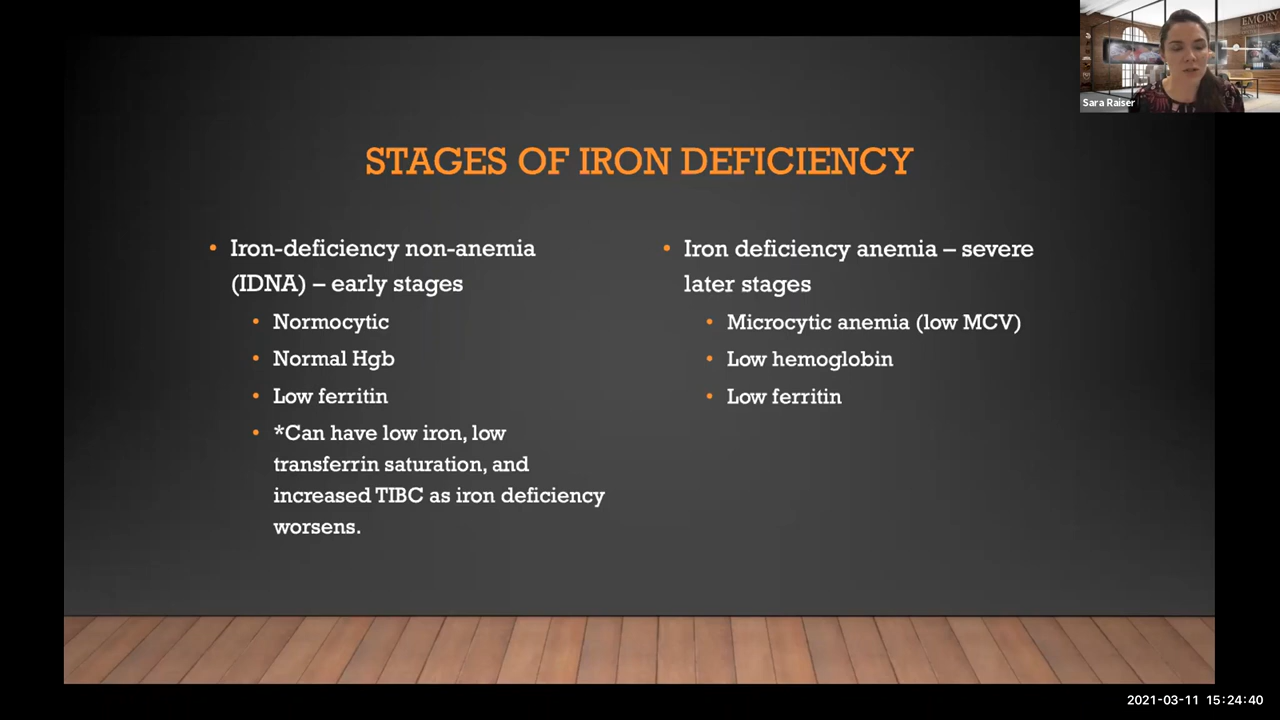 EMORY
Sara Raiser
STAGES OF IRON DEFICIENCY
• Iron-deficiency non-anemia
(IDNA) – early stages
• Normocytic
• Normal Hgb
• Low ferritin
• *Can have low iron, low
transferrin saturation, and
increased TIBC as iron deficiency
worsens.
• Iron deficiency anemia – severe
later stages
• Microcytic anemia (low MCV)
• Low hemoglobin
• Low ferritin
2021-03-11 15:24:40